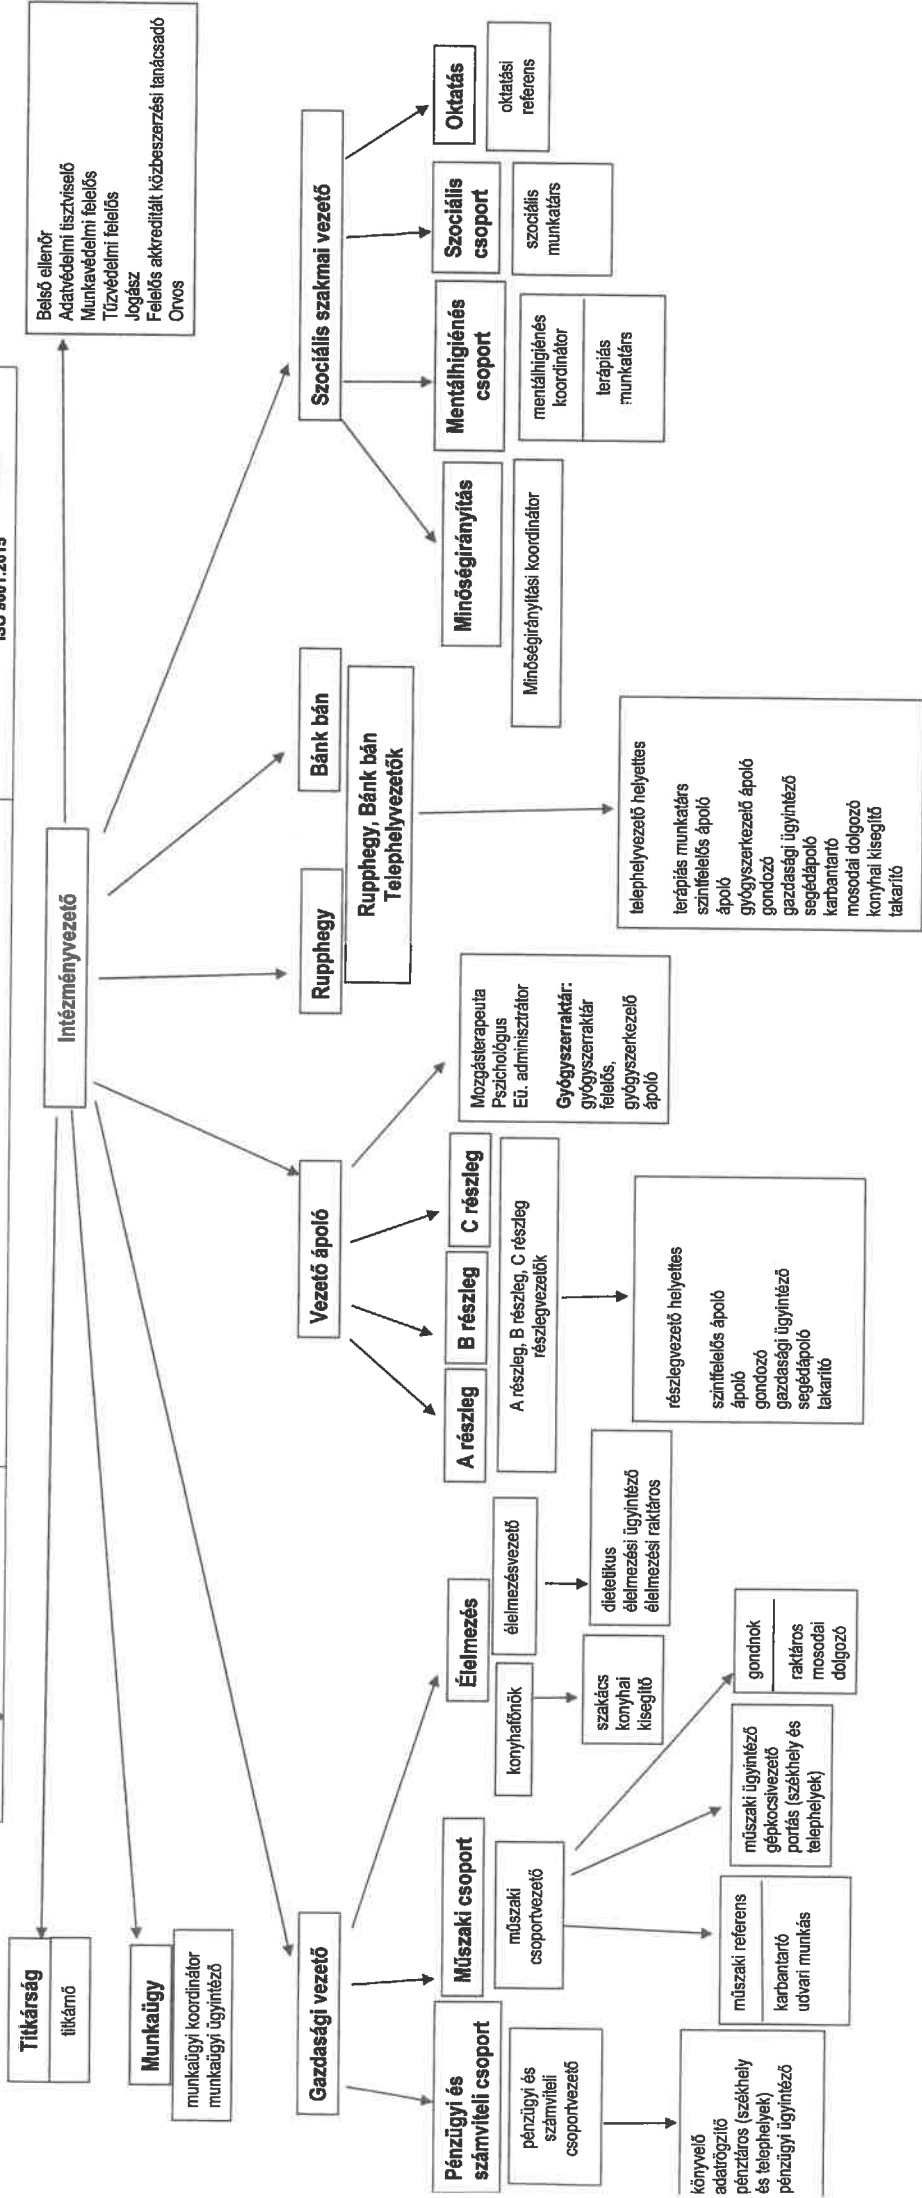 ISO 9001:2015
Intézményvezető
Belső ellenőr
Adatvédelmi tisztviselő
Munkavédelmi felelős
Tűzvédelmi felelős
Jogász
Felelős akkreditált közbeszerzési tanácsadó
Orvos
Titkárság
titkárnő
Munkaügy
munkaügyi koordinátor
munkaügyi ügyintéző
Gazdasági vezető
Pénzügyi és
számviteli csoport
pénzügyi és
számviteli
csoportvezető
könyvelő
adatrögzítő
pénztáros (székhely
és telephelyek)
pénzügyi ügyintéző
Műszaki csoport
műszaki
csoportvezető
műszaki referens
karbantartó
udvari munkás
műszaki ügyintéző
gépkocsivezető
portás (székhely és
telephelyek)
gondnok
raktáros
mosodai
dolgozó
Élelmezés
konyhafőnök
élelmezésvezető
szakács
konyhai
kisegítő
dietetikus
élelmezési ügyintéző
élelmezési raktáros
Vezető ápoló
A részleg
B részleg
C részleg
A részleg, B részleg, C részleg
részlegvezetők
részlegvezető helyettes
szintfelelős ápoló
ápoló
gondozó
gazdasági ügyintéző
segédápoló
takarító
Mozgásterapeuta
Pszichológus
Eü. adminisztrátor
Gyógyszerraktár:
gyógyszerraktár
felelős,
gyógyszerkezelő
ápoló
Rupphegy
Bánk bán
Rupphegy, Bánk bán
Telephelyvezetők
telephelyvezető helyettes
terápiás munkatárs
szintfelelős ápoló
ápoló
gyógyszerkezelő ápoló
gondozó
gazdasági ügyintéző
segédápoló
karbantartó
mosodai dolgozó
konyhai kisegítő
takarító
Szociális szakmai vezető
Minőségirányítás
Minőségirányítási koordinátor
Mentálhigiénés
csoport
mentálhigiénés
koordinátor
terápiás
munkatárs
Szociális
csoport
szociális
munkatárs
Oktatás
oktatási
referens